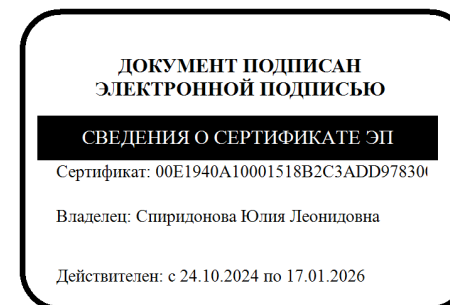 ДОКУМЕНТ ПОДПИСАН
ЭЛЕКТРОННОЙ ПОДПИСЬЮ
СВЕДЕНИЯ О СЕРТИФИКАТЕ ЭП
Сертификат: 00E1940A10001518B2C3ADD97830
Владелец: Спиридонова Юлия Леонидовна
Действителен: с 24.10.2024 по 17.01.2026